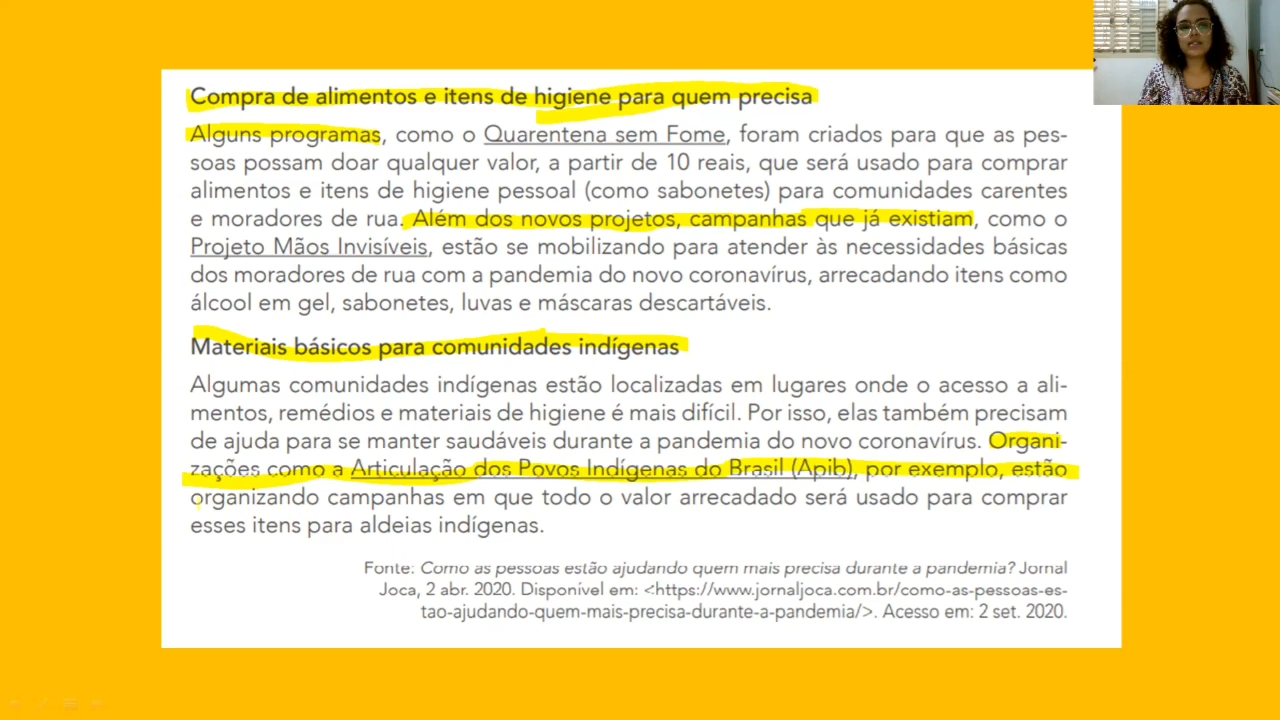 Compra de alimentos e itens de higiene para quem precisa
Alguns programas, como o Quarentena sem Fome, foram criados para que as pes-
soas possam doar qualquer valor, a partir de 10 reais, que será usado para comprar
alimentos e itens de higiene pessoal (como sabonetes) para comunidades carentes
e moradores de rua. Além dos novos projetos, campanhas que já existiam, como o
Projeto Mãos Invisíveis, estão se mobilizando para atender às necessidades básicas
dos moradores de rua com a pandemia do novo coronavírus, arrecadando itens como
álcool em gel, sabonetes, luvas e máscaras descartáveis.
Materiais básicos para comunidades indígenas
Algumas comunidades indígenas estão localizadas em lugares onde o acesso a ali-
mentos, remédios e materiais de higiene é mais difícil. Por isso, elas também precisam
de ajuda para se manter saudáveis durante a pandemia do novo coronavírus. Organi-
zações como a Articulação dos Povos Indígenas do Brasil (Apib), por exemplo, estão
organizando campanhas em que todo o valor arrecadado será usado para comprar
esses itens para aldeias indígenas.
Fonte: Como as pessoas estão ajudando quem mais precisa durante a pandemia? Jornal
Joca, 2 abr. 2020. Disponível em: <https://www.jornaljoca.com.br/como-as-pessoas-es-
tao-ajudando-quem-mais-precisa-durante-a-pandemia/>. Acesso em: 2 set. 2020.